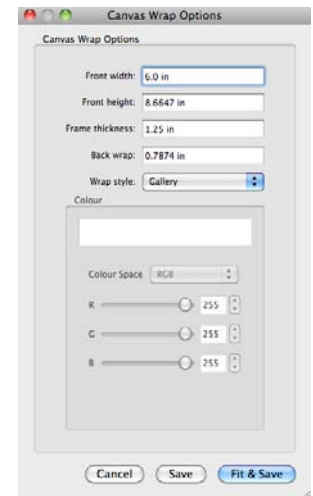 Canvas Wrap Options
Canvas Wrap Options
Front width: 6.0 in
Front height: 8.6647 in
Frame thickness: 1.25 in
Back wrap: 0.7874 in
Wrap style: Gallery
Colour
Colour Space RGB
R 255
G 255
B 255
Cancel Save Fit & Save